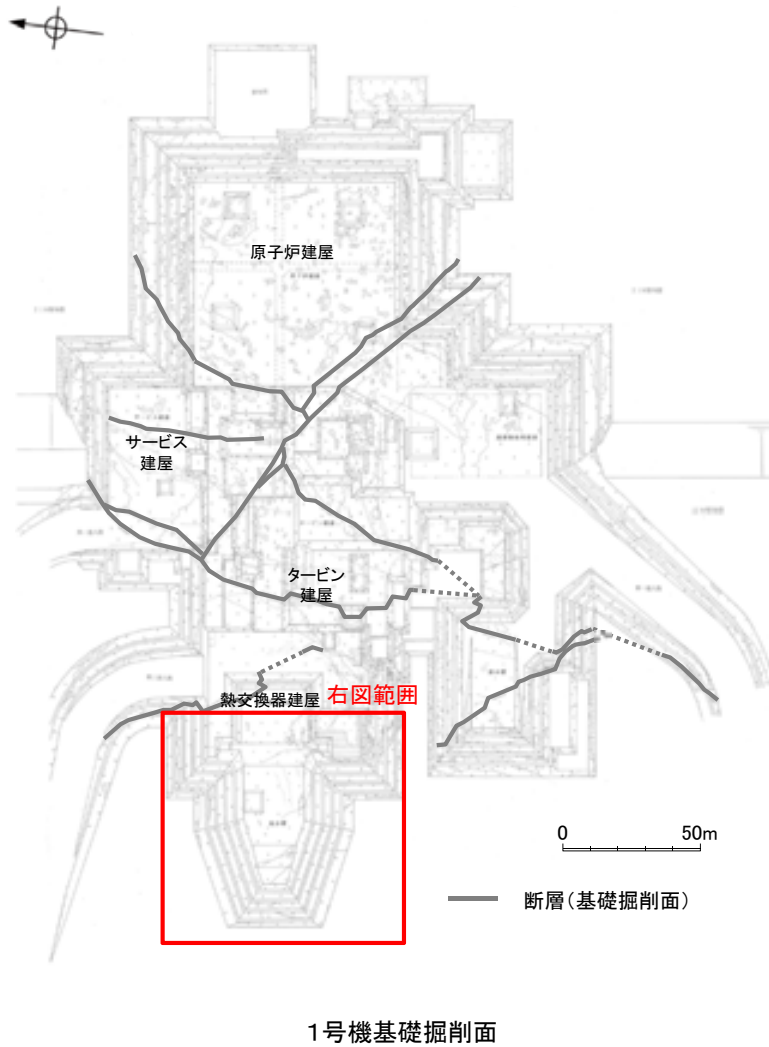 原子炉建屋
サービス
建屋
タービン
建屋
熱交換器建屋
右図範囲
0 50m
断層(基礎掘削面)
1号機基礎掘削面